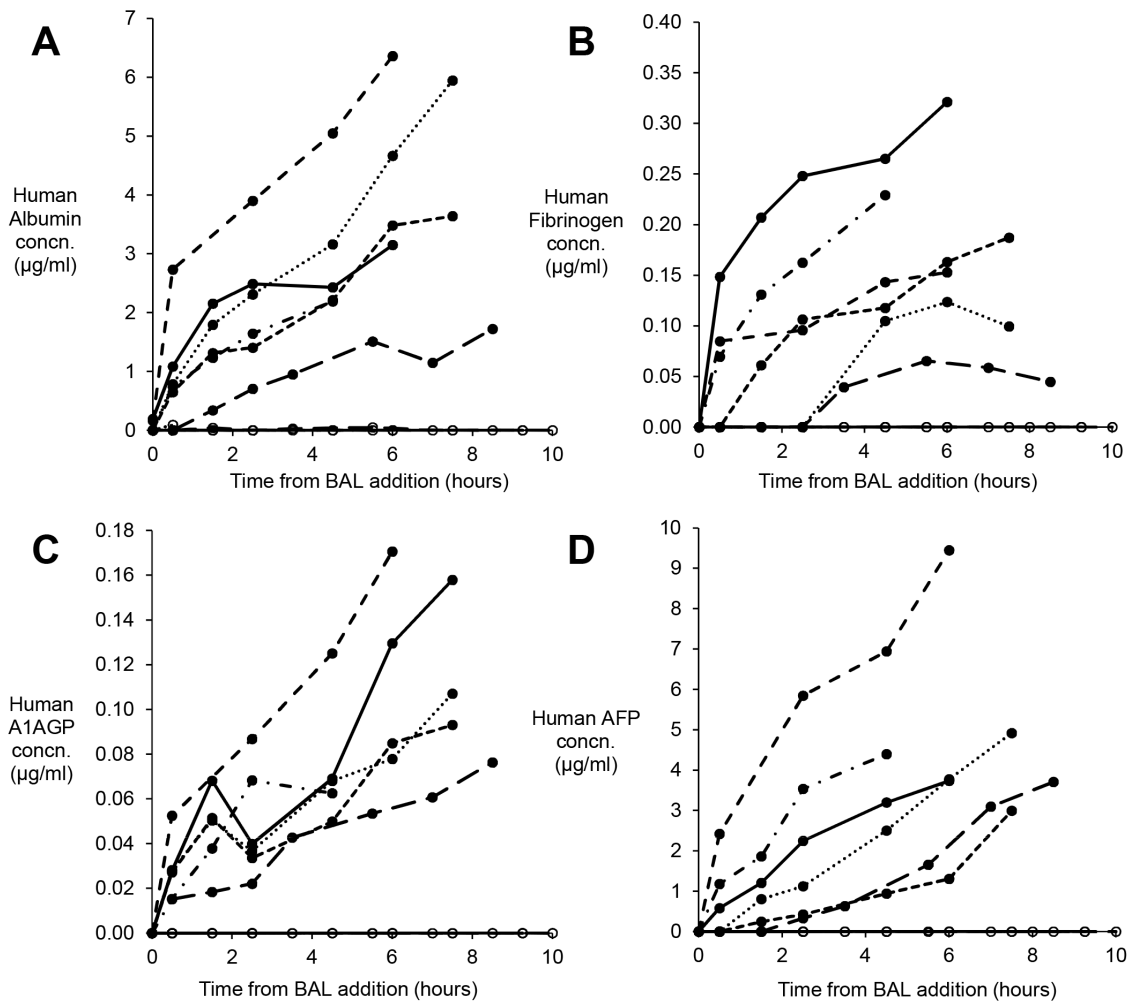 A
7
6
5
4
3
2
1
0
Human
Albumin
concn.
(µg/ml)
0 2 4 6 8 10
Time from BAL addition (hours)
B
0.40
0.35
0.30
0.25
0.20
0.15
0.10
0.05
0.00
Human
Fibrinogen
concn.
(µg/ml)
0 2 4 6 8 10
Time from BAL addition (hours)
C
0.18
0.16
0.14
0.12
0.10
0.08
0.06
0.04
0.02
0.00
Human
A1AGP
concn.
(µg/ml)
0 2 4 6 8 10
Time from BAL addition (hours)
D
10
9
8
7
6
5
4
3
2
1
0
Human AFP
concn.
(µg/ml)
0 2 4 6 8 10
Time from BAL addition (hours)